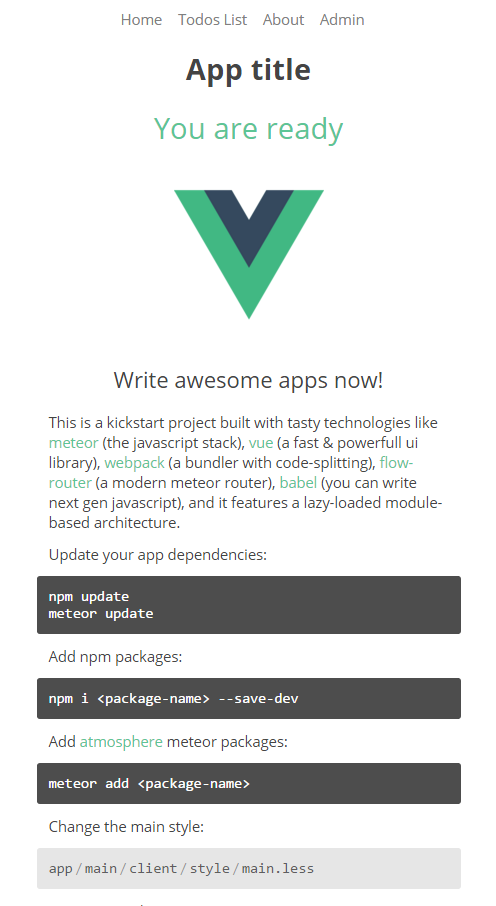 Home Todos List About Admin
App title
You are ready
Write awesome apps now!
This is a kickstart project built with tasty technologies like
meteor (the javascript stack), vue (a fast & powerfull ui
library), webpack (a bundler with code-splitting), flow-
router (a modern meteor router), babel (you can write
next gen javascript), and it features a lazy-loaded module-
based architecture.
Update your app dependencies:
npm update
meteor update
Add npm packages:
npm i <package-name> --save-dev
Add atmosphere meteor packages:
meteor add <package-name>
Change the main style:
app/main/client/style/main.less